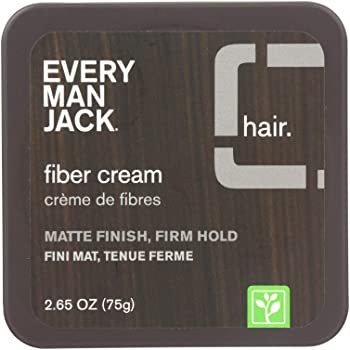 EVERY
MAN
JACK.
hair.
fiber cream
crème de fibres
MATTE FINISH, FIRM HOLD
FINI MAT, TENUE FERME
2.65 OZ (75g)